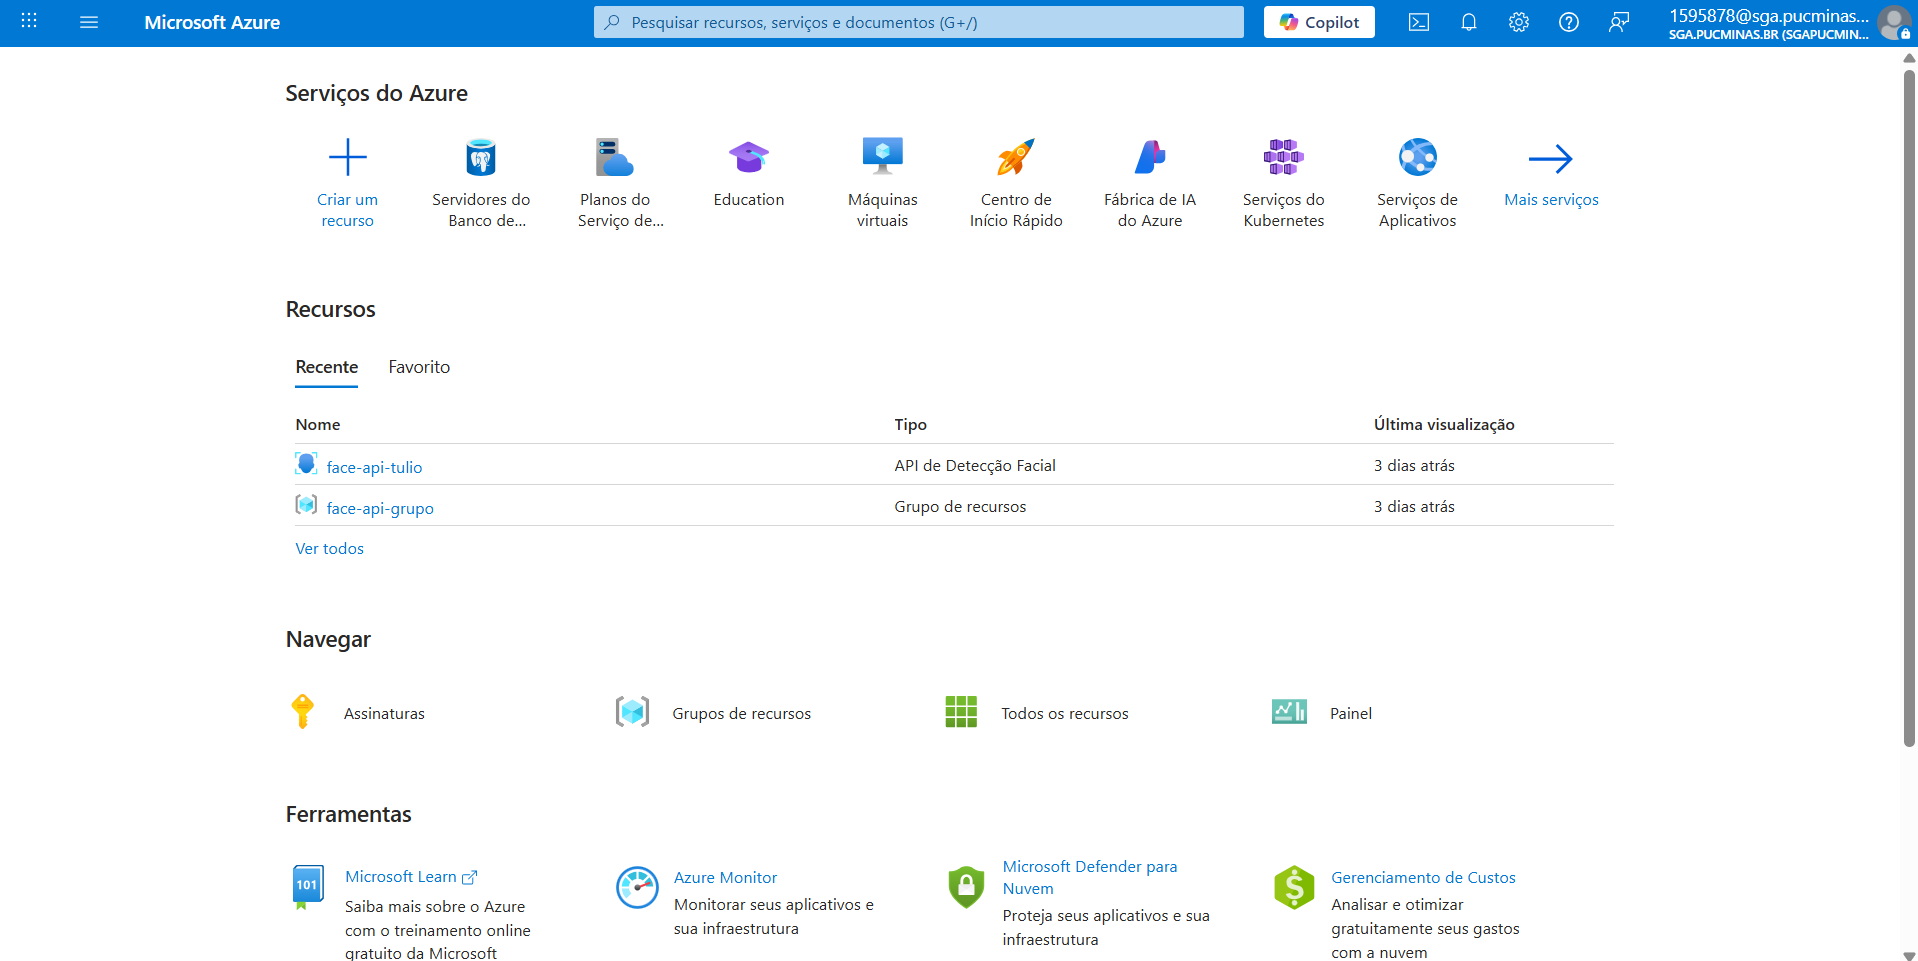 Microsoft Azure
Pesquisar recursos, serviços e documentos (G+/)
Copilot
1595878@sga.pucminas...
SGA.PUCMINAS.BR (SGAPUCMIN...
Serviços do Azure
Criar um
recurso
Servidores do
Banco de...
Planos do
Serviço de...
Education
Máquinas
virtuais
Centro de
Início Rápido
Fábrica de IA
do Azure
Serviços do
Kubernetes
Serviços de
Aplicativos
Mais serviços
Recursos
Recente Favorito
Nome Tipo Última visualização
face-api-tulio API de Detecção Facial 3 dias atrás
face-api-grupo Grupo de recursos 3 dias atrás
Ver todos
Navegar
Assinaturas Grupos de recursos Todos os recursos Painel
Ferramentas
101
Microsoft Learn
Saiba mais sobre o Azure
com o treinamento online
gratuito da Microsoft
Azure Monitor
Monitorar seus aplicativos e
sua infraestrutura
Microsoft Defender para
Nuvem
Proteja seus aplicativos e sua
infraestrutura
Gerenciamento de Custos
Analisar e otimizar
gratuitamente seus gastos
com a nuvem